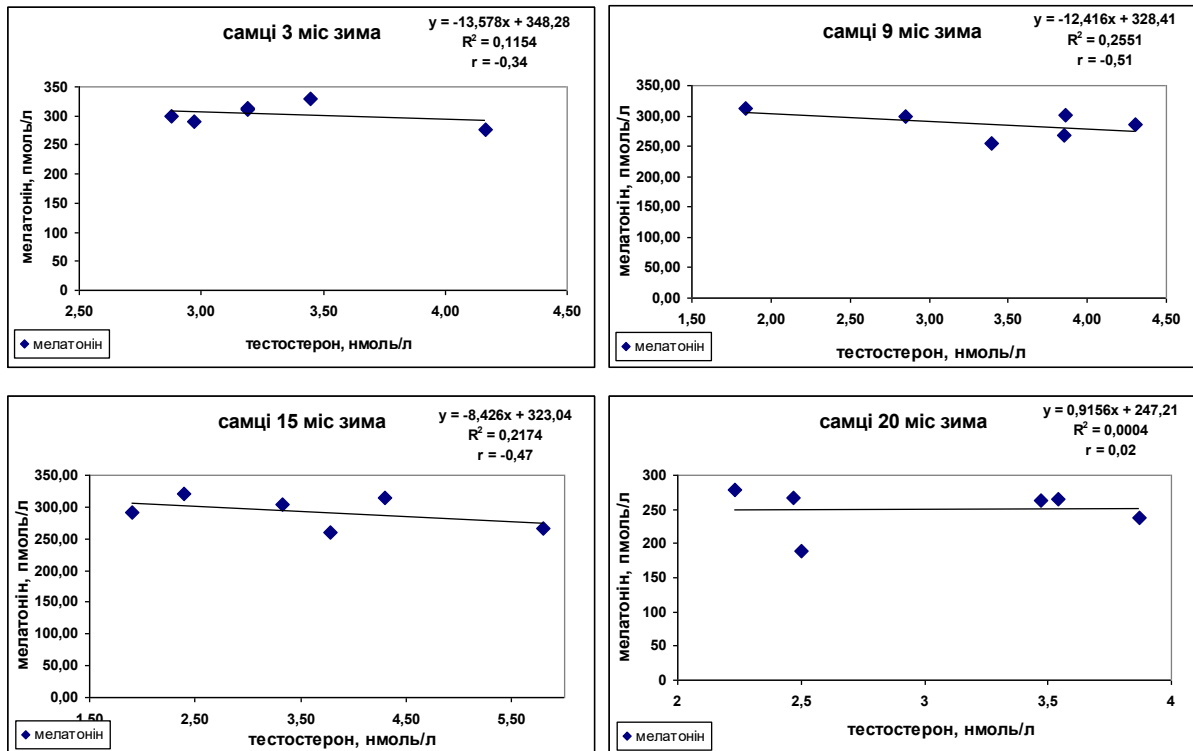 самці 3 міс зима
y = -13,578x + 348,28
R² = 0,1154
r = -0,34
350
300
250
200
150
100
50
0
2,50 3,00 3,50 4,00 4,50
мелатонін, пмоль/л
тестостерон, нмоль/л
мелатонін
самці 9 міс зима
y = -12,416x + 328,41
R² = 0,2551
r = -0,51
350,00
300,00
250,00
200,00
150,00
100,00
50,00
0,00
1,50 2,00 2,50 3,00 3,50 4,00 4,50
мелатонін, пмоль/л
тестостерон, нмоль/л
мелатонін
самці 15 міс зима
y = -8,426x + 323,04
R² = 0,2174
r = -0,47
350,00
300,00
250,00
200,00
150,00
100,00
50,00
0,00
1,50 2,50 3,50 4,50 5,50
мелатонін, пмоль/л
тестостерон, нмоль/л
мелатонін
самці 20 міс зима
y = 0,9156x + 247,21
R² = 0,0004
r = 0,02
300
250
200
150
100
50
0
2 2,5 3 3,5 4
мелатонін, пмоль/л
тестостерон, нмоль/л
мелатонін